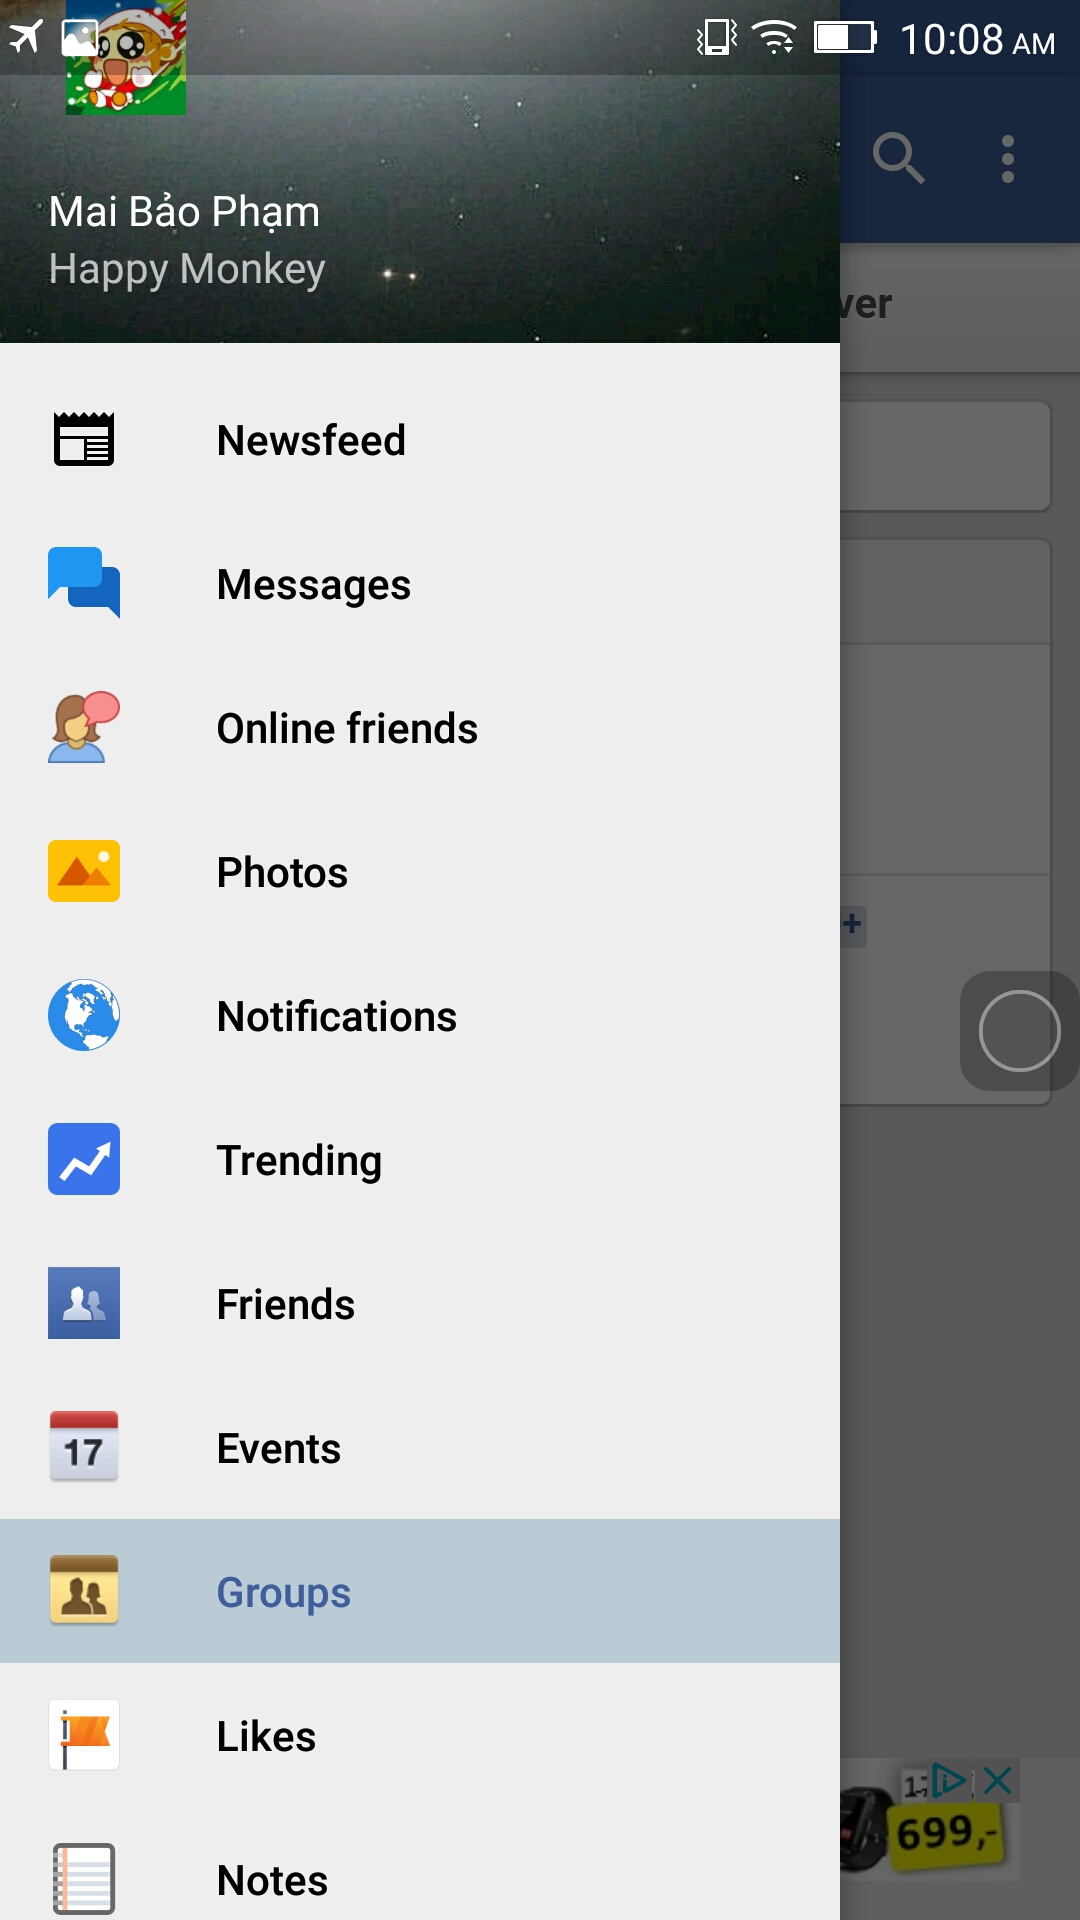 10:08 AM
Mai Bảo Phạm
Happy Monkey
ver
Newsfeed
Messages
Online friends
Photos
+
Notifications
Trending
Friends
17
Events
Groups
Likes
699,-
Notes